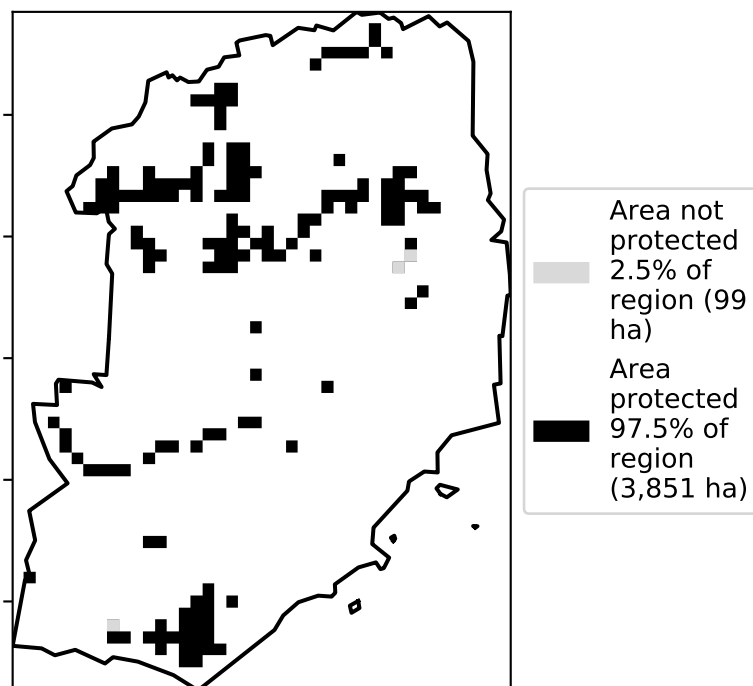 Area not
protected
2.5% of
region (99
ha)
Area
protected
97.5% of
region
(3,851 ha)